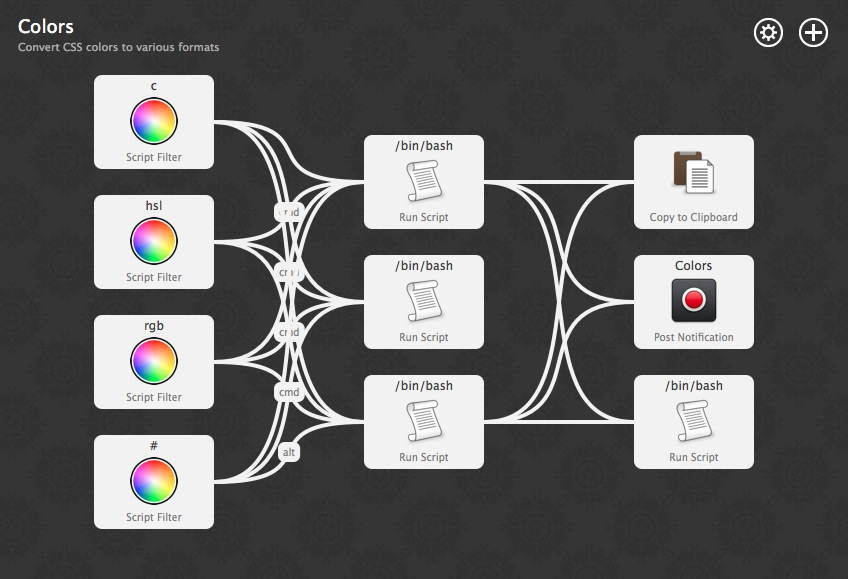 Colors
Convert CSS colors to various formats
c
Script Filter
hsl
Script Filter
rgb
Script Filter
#
Script Filter
cmd
cmd
cmd
cmd
alt
/bin/bash
Run Script
/bin/bash
Run Script
/bin/bash
Run Script
Copy to Clipboard
Colors
Post Notification
/bin/bash
Run Script